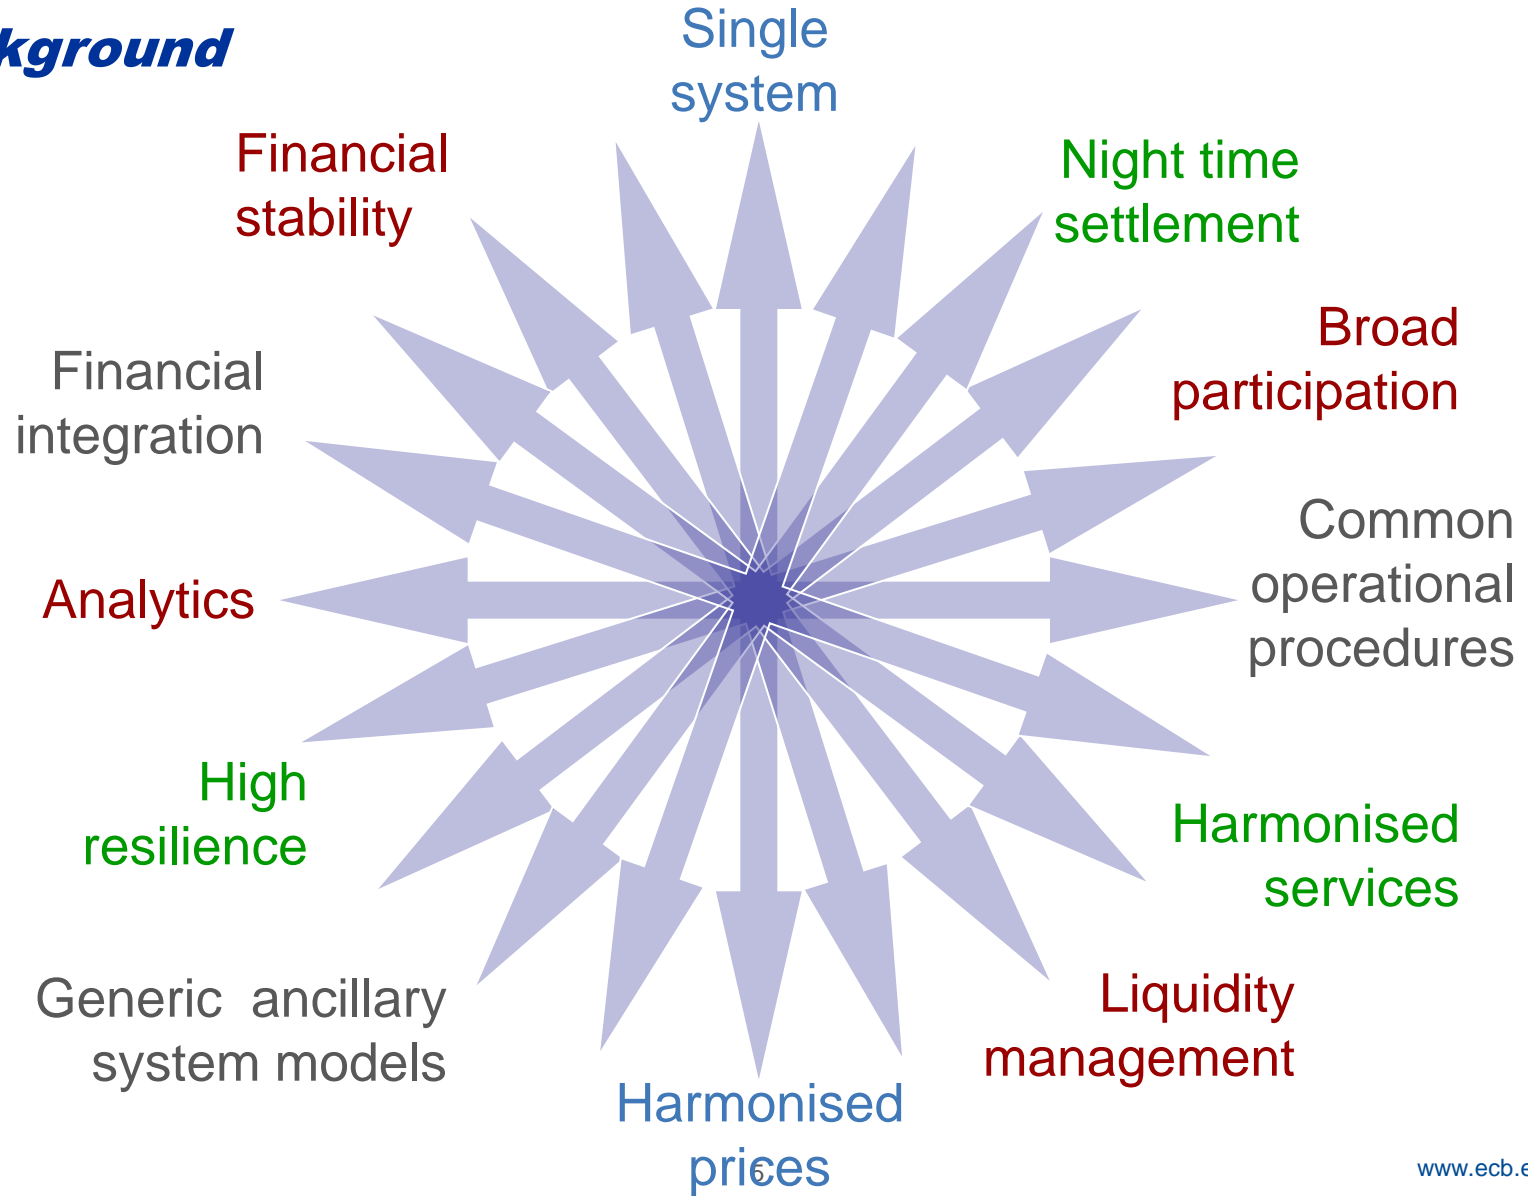 kground
Single
system
Financial
stability
Night time
settlement
Broad
participation
Financial
integration
Common
operational
procedures
Analytics
High
resilience
Harmonised
services
Generic  ancillary
system models
Liquidity
management
Harmonised
prices
5
www.ecb.e